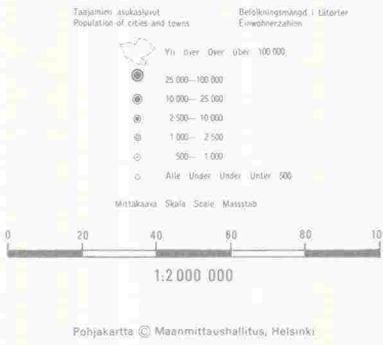 Taajamien asukasluvut
Population of cities and towns
Befolkningsmängd i tätorter
Einwohnerzahlen
Yli over Över über 100 000
25 000—100 000
10 000— 25 000
2 500— 10 000
1 000— 2 500
500— 1 000
Alle Under Under Unter 500
Mittakaava Skala Scale Massstab
0 20 40 60 80 10
1:2 000 000
Pohjakartta © Maanmittaushallitus, Helsinki